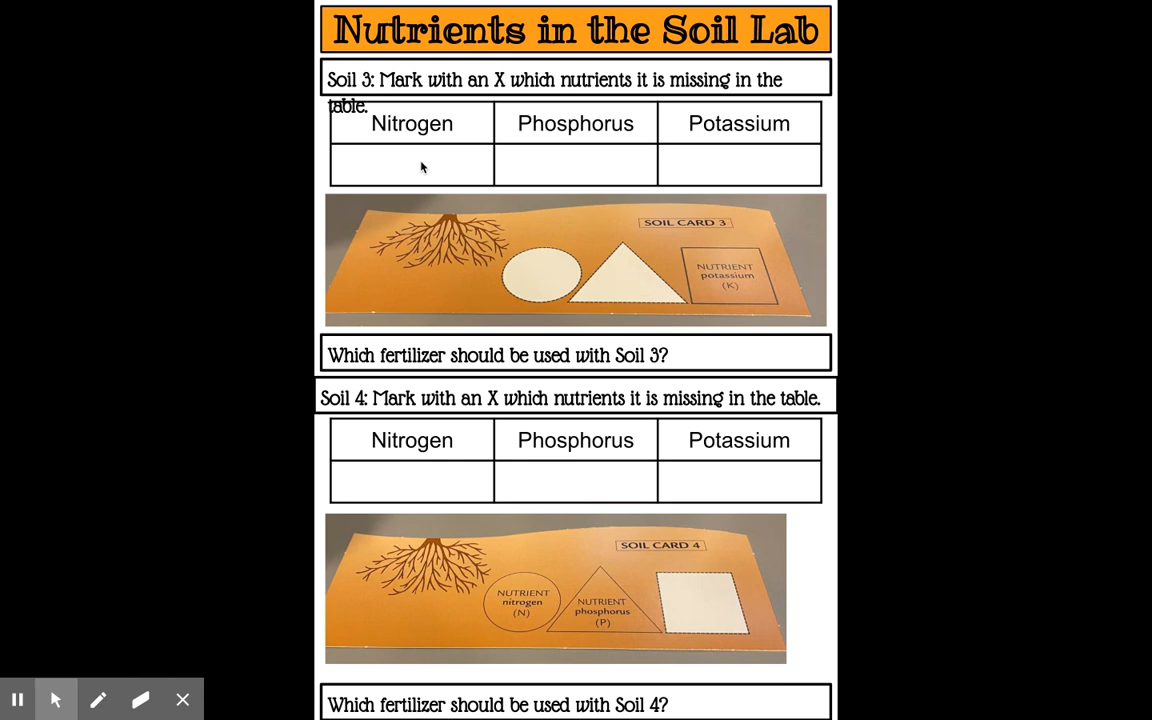 Nutrients in the Soil Lab
Soil 3: Mark with an X which nutrients it is missing in the
table.
Nitrogen Phosphorus Potassium
SOIL CARD 3
NUTRIENT
potassium
(K)
Which fertilizer should be used with Soil 3?
Soil 4: Mark with an X which nutrients it is missing in the table.
Nitrogen Phosphorus Potassium
SOIL CARD 4
NUTRIENT
nitrogen
(N)
NUTRIENT
phosphorus
(P)
Which fertilizer should be used with Soil 4?